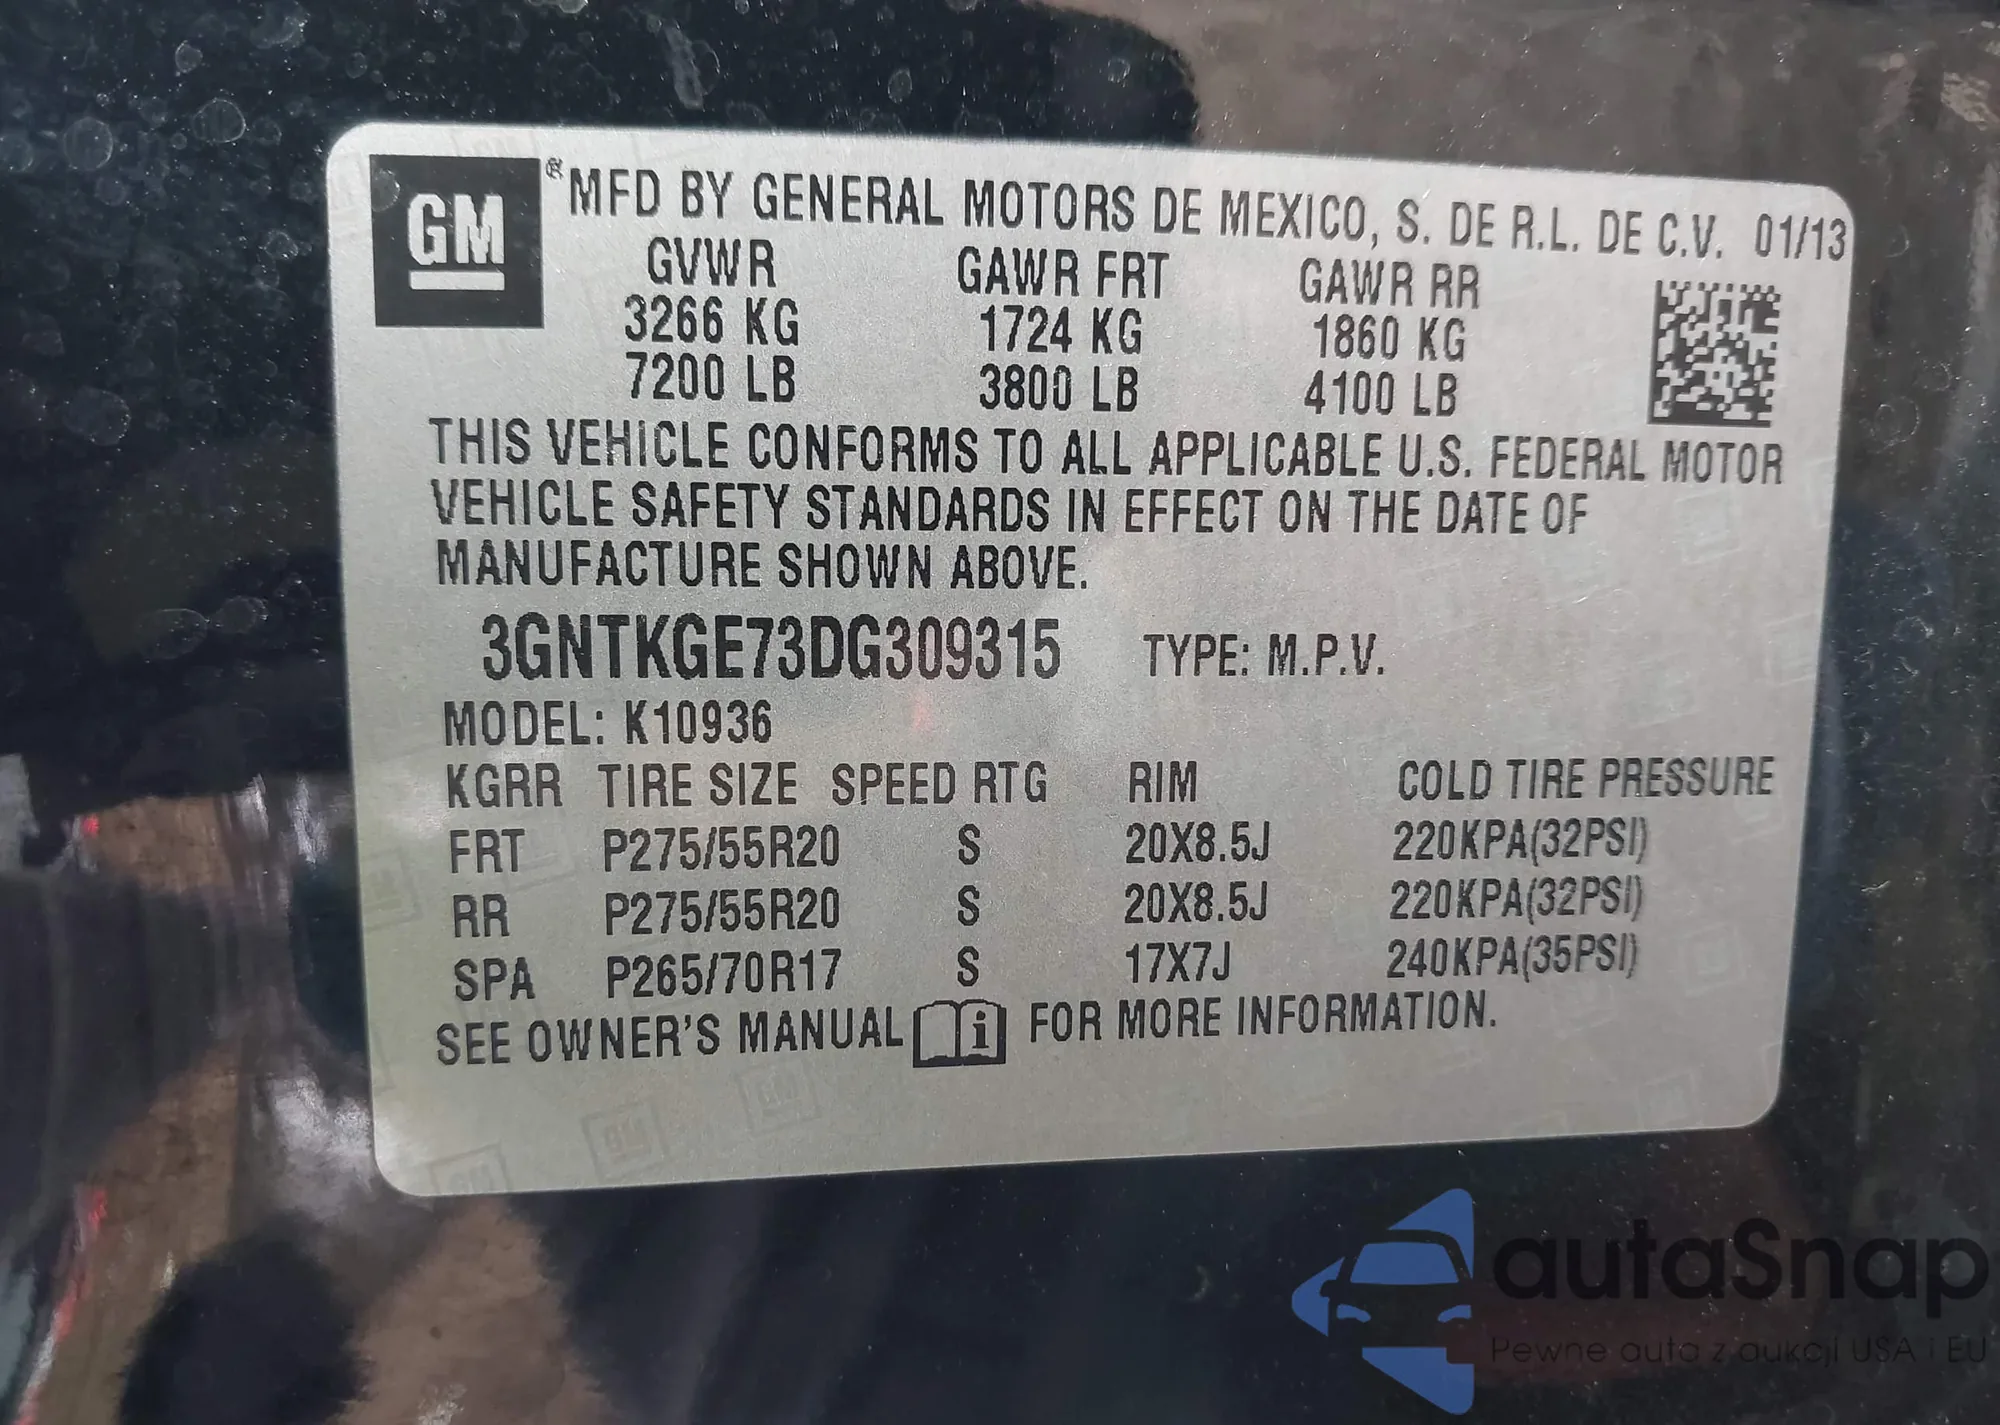 GM
® MFD BY GENERAL MOTORS DE MEXICO, S. DE R.L. DE C.V. 01/13
GVWR GAWR FRT GAWR RR
3266 KG 1724 KG 1860 KG
7200 LB 3800 LB 4100 LB
THIS VEHICLE CONFORMS TO ALL APPLICABLE U.S. FEDERAL MOTOR
VEHICLE SAFETY STANDARDS IN EFFECT ON THE DATE OF
MANUFACTURE SHOWN ABOVE.
3GNTKGE73DG309315 TYPE: M.P.V.
MODEL: K10936
KGRR TIRE SIZE SPEED RTG RIM COLD TIRE PRESSURE
FRT P275/55R20 S 20X8.5J 220KPA(32PSI)
RR P275/55R20 S 20X8.5J 220KPA(32PSI)
SPA P265/70R17 S 17X7J 240KPA(35PSI)
SEE OWNER'S MANUAL i FOR MORE INFORMATION.
autaSnap
Pewne auta z aukcji USA i EU